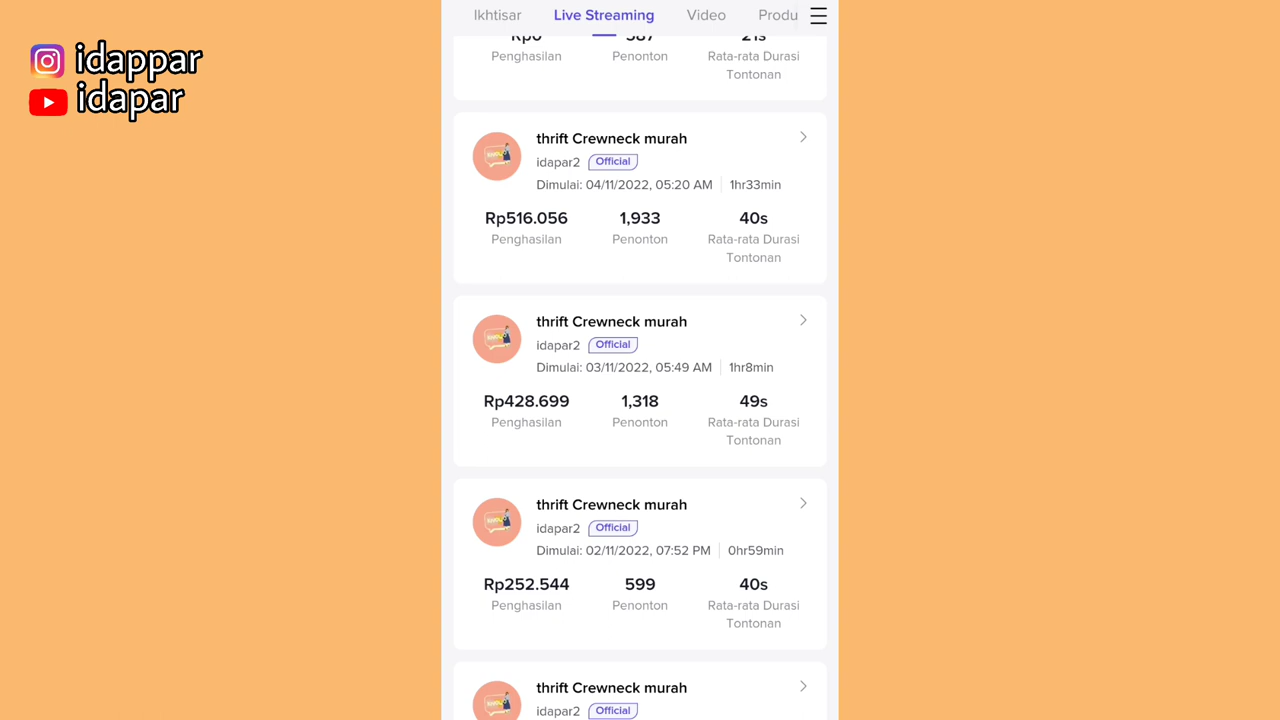 idappar
idapar
Ikhtisar Live Streaming Video Produ
Rp0 587 21s
Penghasilan Penonton Rata-rata Durasi
Tontonan
thrift Crewneck murah
idapar2 Official
Dimulai: 04/11/2022, 05:20 AM 1hr33min
Rp516.056 1,933 40s
Penghasilan Penonton Rata-rata Durasi
Tontonan
thrift Crewneck murah
idapar2 Official
Dimulai: 03/11/2022, 05:49 AM 1hr8min
Rp428.699 1,318 49s
Penghasilan Penonton Rata-rata Durasi
Tontonan
thrift Crewneck murah
idapar2 Official
Dimulai: 02/11/2022, 07:52 PM 0hr59min
Rp252.544 599 40s
Penghasilan Penonton Rata-rata Durasi
Tontonan
thrift Crewneck murah
idapar2 Official